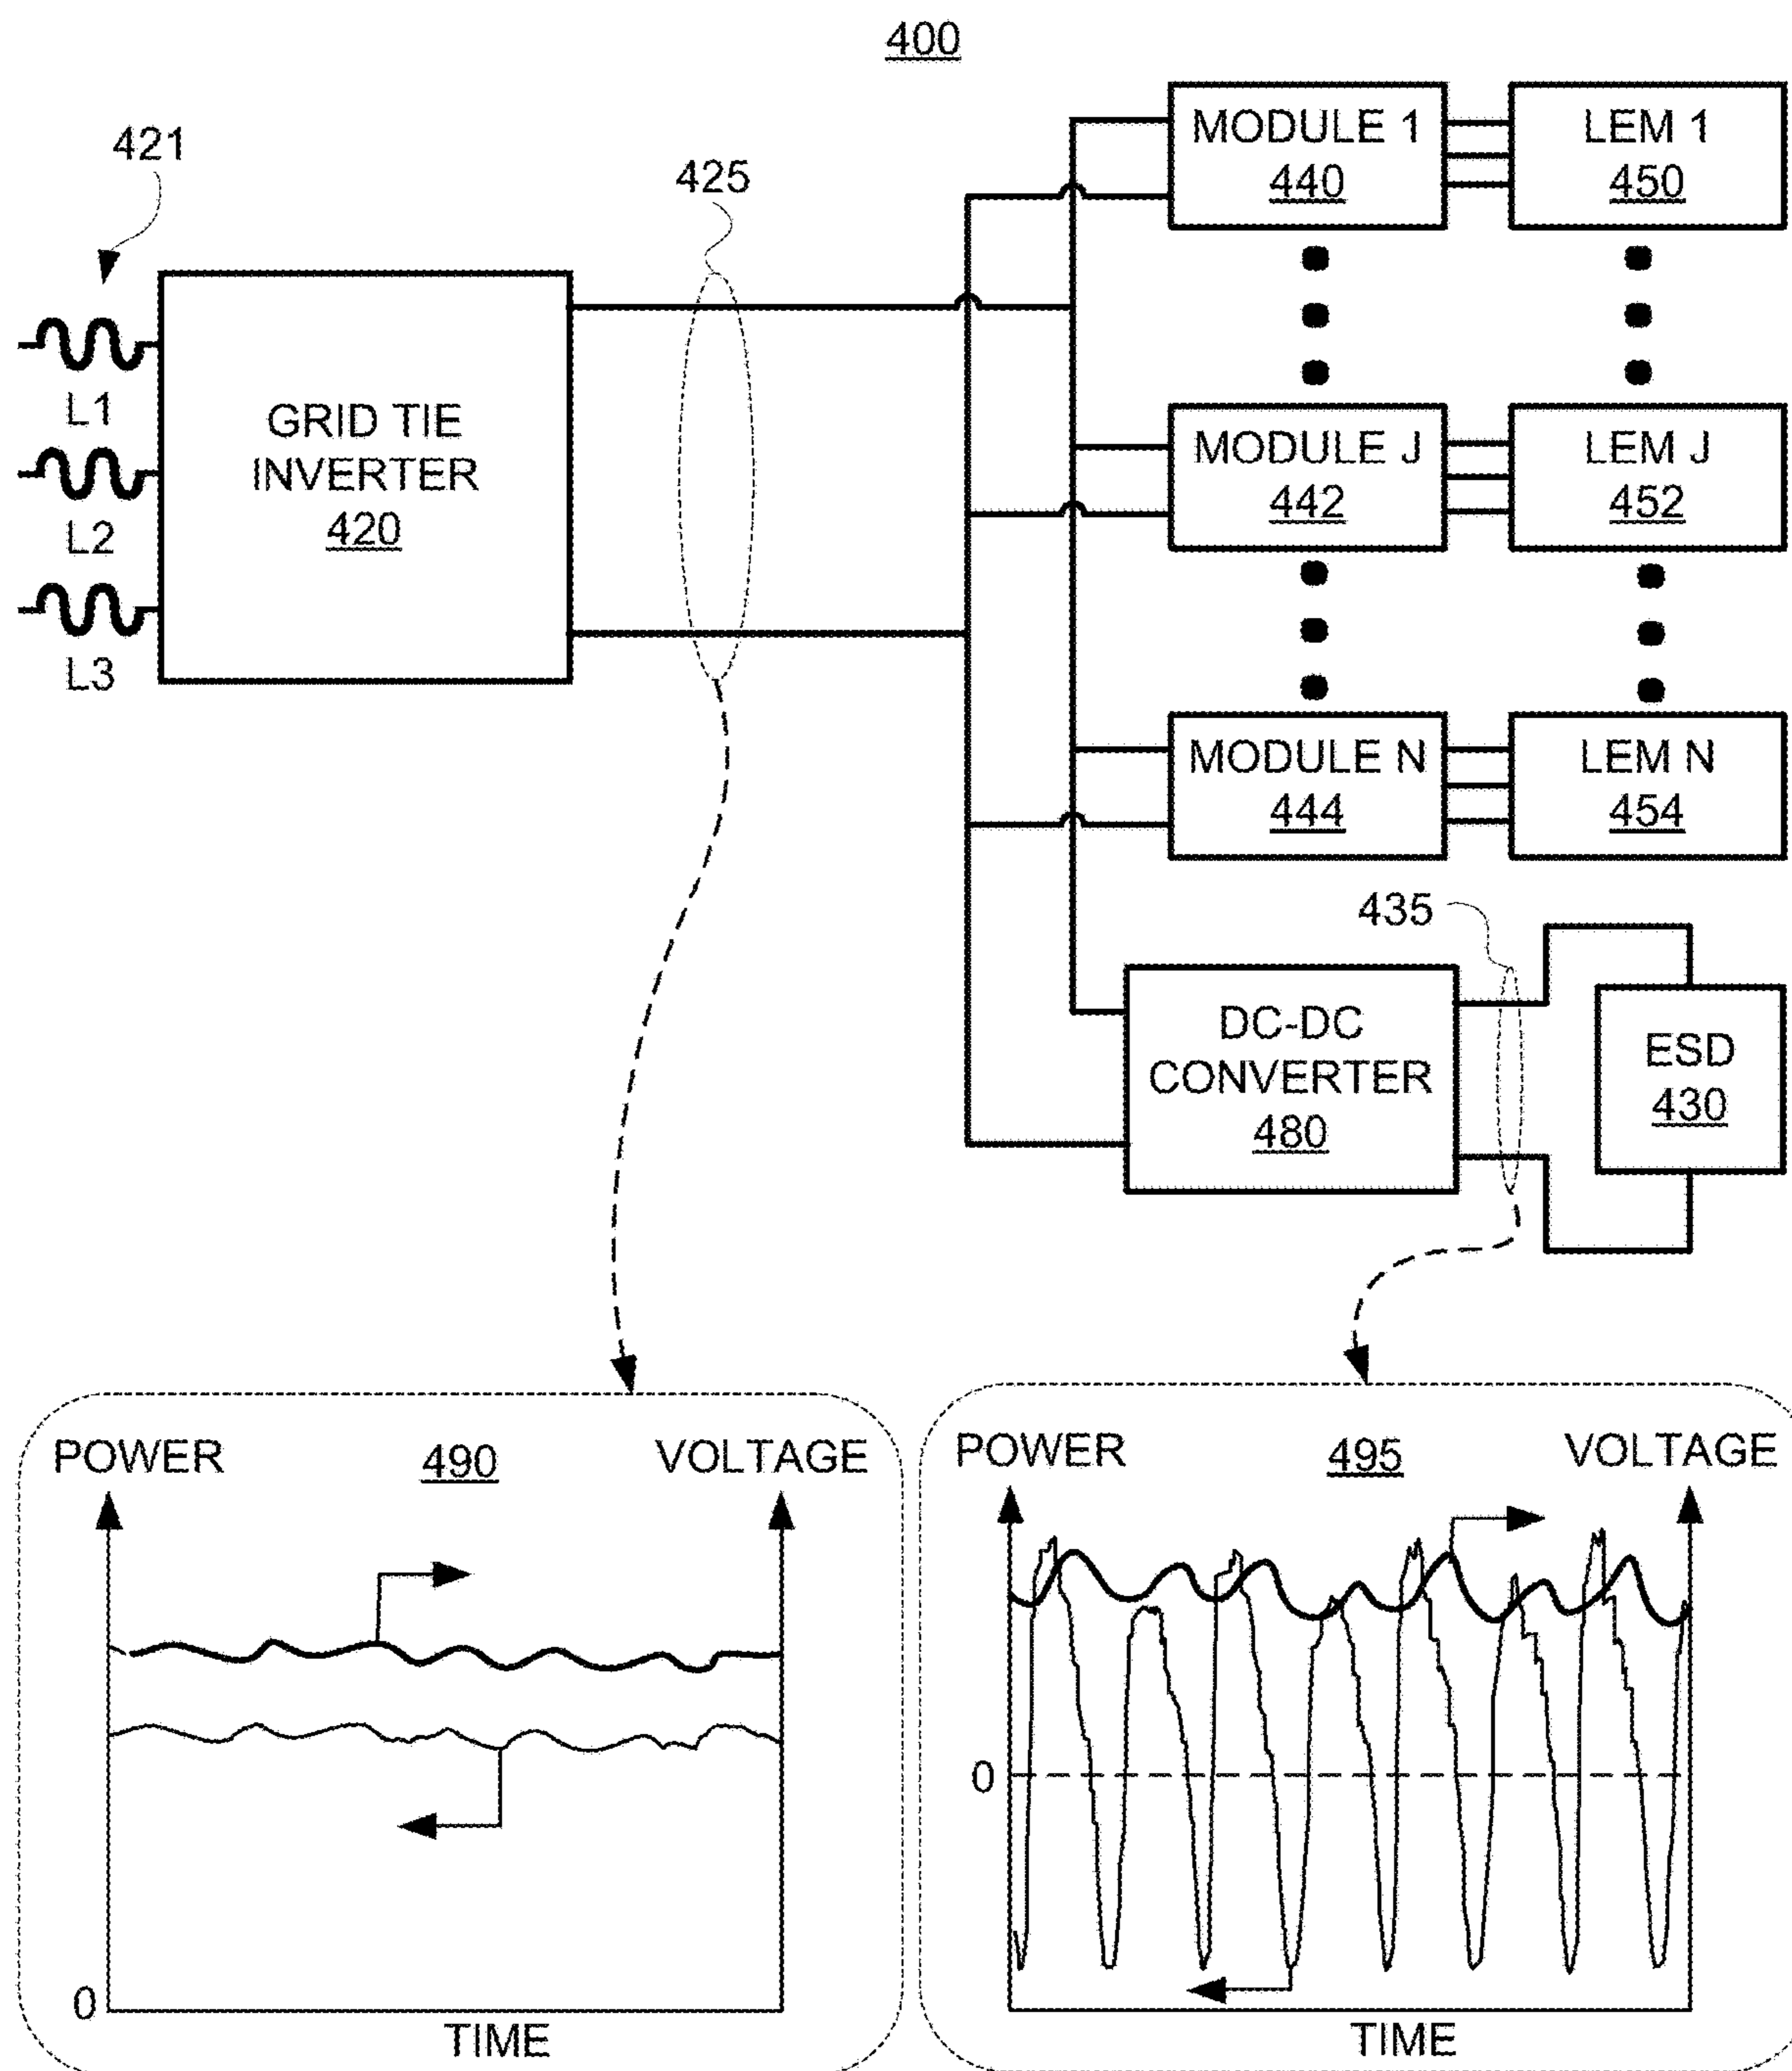 400
421
425
L1
L2
L3
GRID TIE
INVERTER
420
MODULE 1
440
LEM 1
450
MODULE J
442
LEM J
452
MODULE N
444
LEM N
454
435
DC-DC
CONVERTER
480
ESD
430
POWER
490
VOLTAGE
0
TIME
POWER
495
VOLTAGE
0
TIME